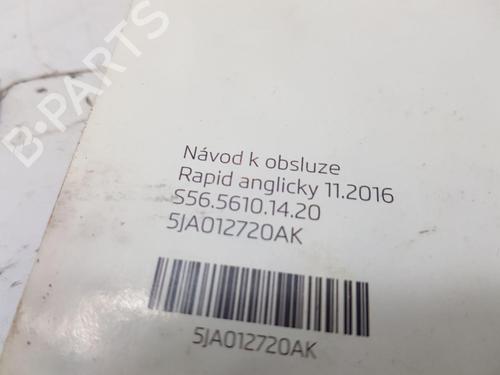 B-PARTS
Návod k obsluze
Rapid anglicky 11.2016
S56.5610.14.20
5JA012720AK
5JA012720AK